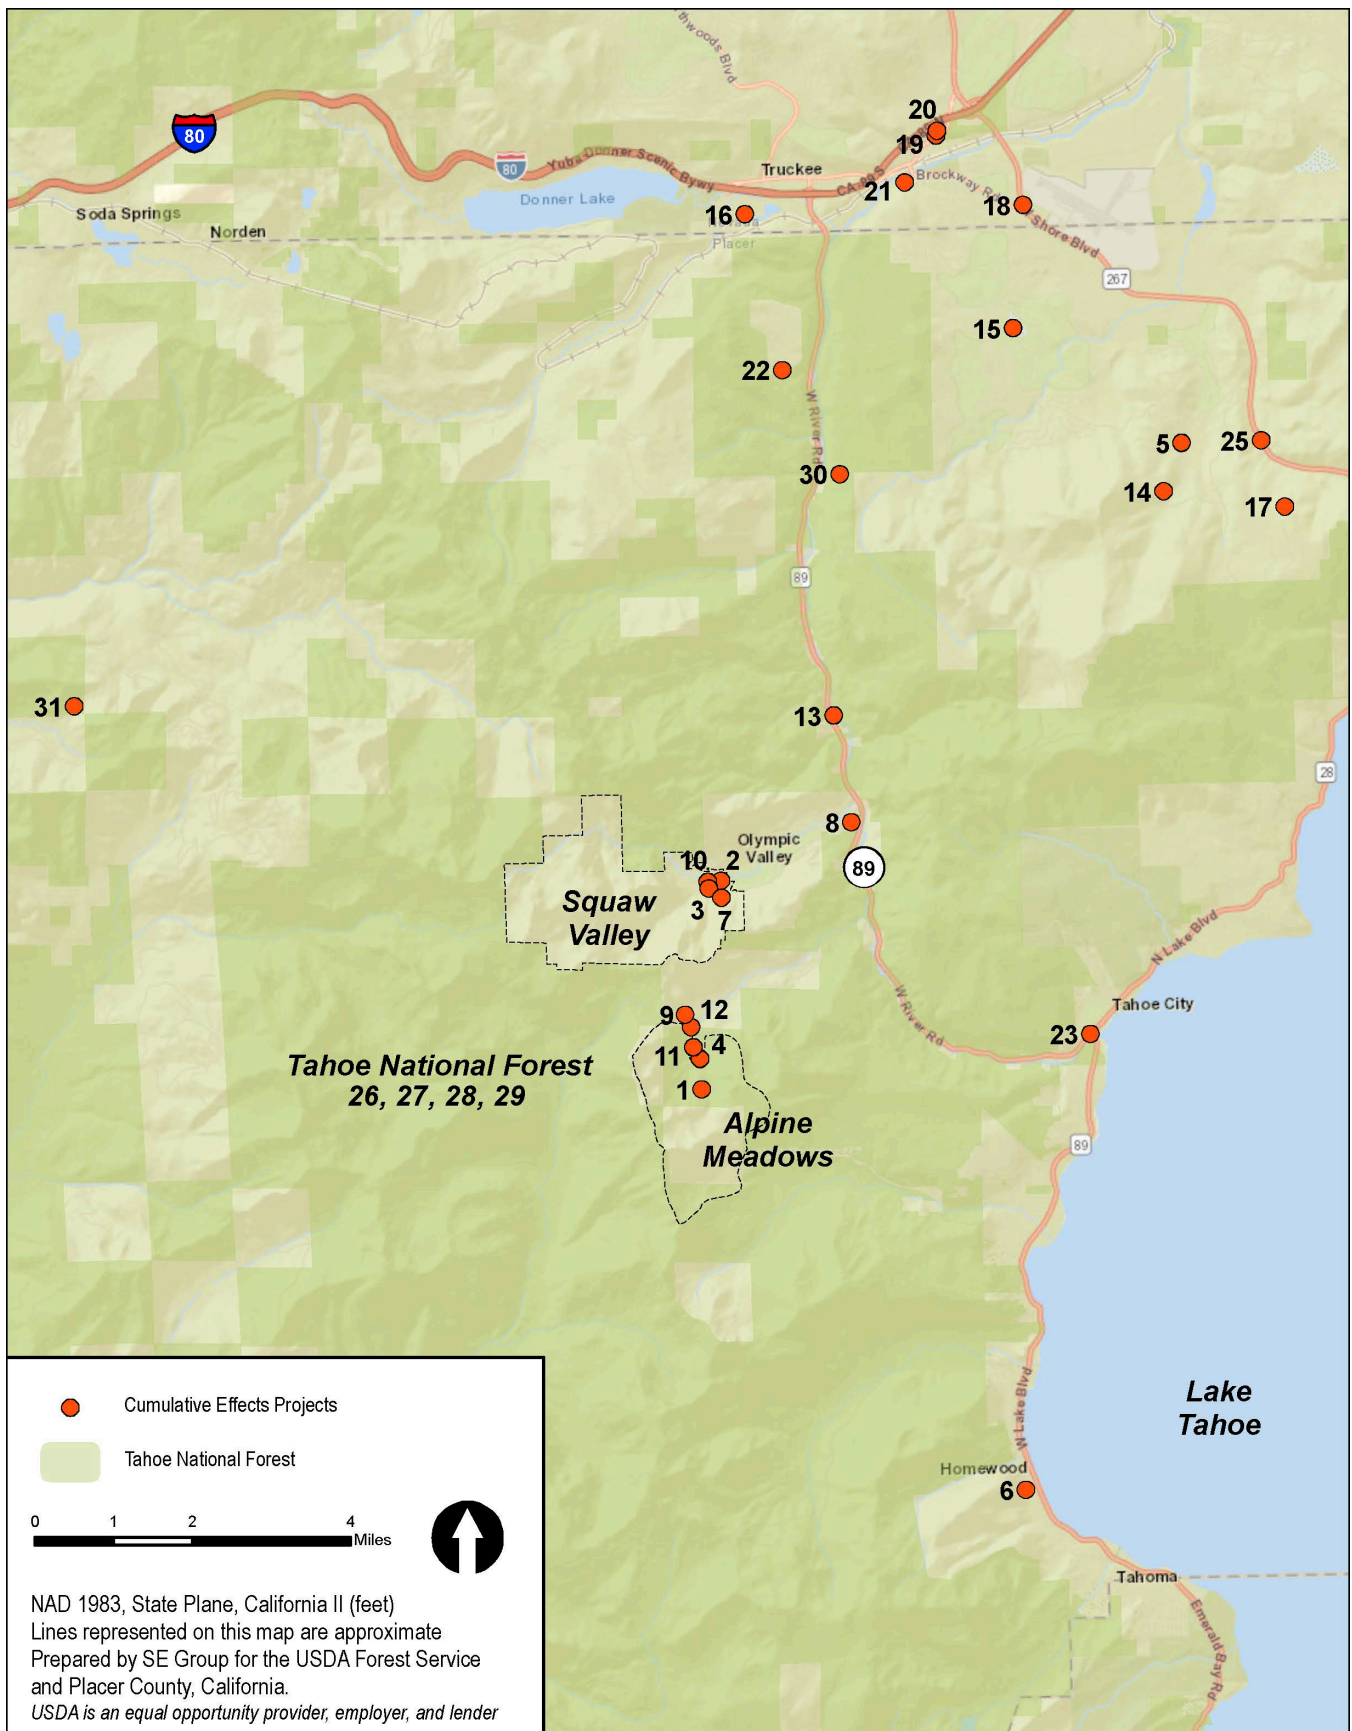 thwoods Blvd
20
80
19
CA-89 S
80
Yuba-Donner Scenic Bywy
Truckee
21
Brockway Rd
Donner Lake
Soda Springs
16
18
Norden
Placer
Shore Blvd
267
15
22
W River Rd
5
25
30
14
17
89
31
13
28
8
Olympic
Valley
10
2
89
Squaw
Valley
3
7
N Lake Blvd
9
12
W River Rd
Tahoe City
23
11
4
Tahoe National Forest
26, 27, 28, 29
1
Alpine
Meadows
89
Lake
Tahoe
W Lake Blvd
Homewood
6
Tahoma
Emerald Bay Rd
Cumulative Effects Projects
Tahoe National Forest
0 1 2 4
Miles
NAD 1983, State Plane, California II (feet)
Lines represented on this map are approximate
Prepared by SE Group for the USDA Forest Service
and Placer County, California.
USDA is an equal opportunity provider, employer, and lender